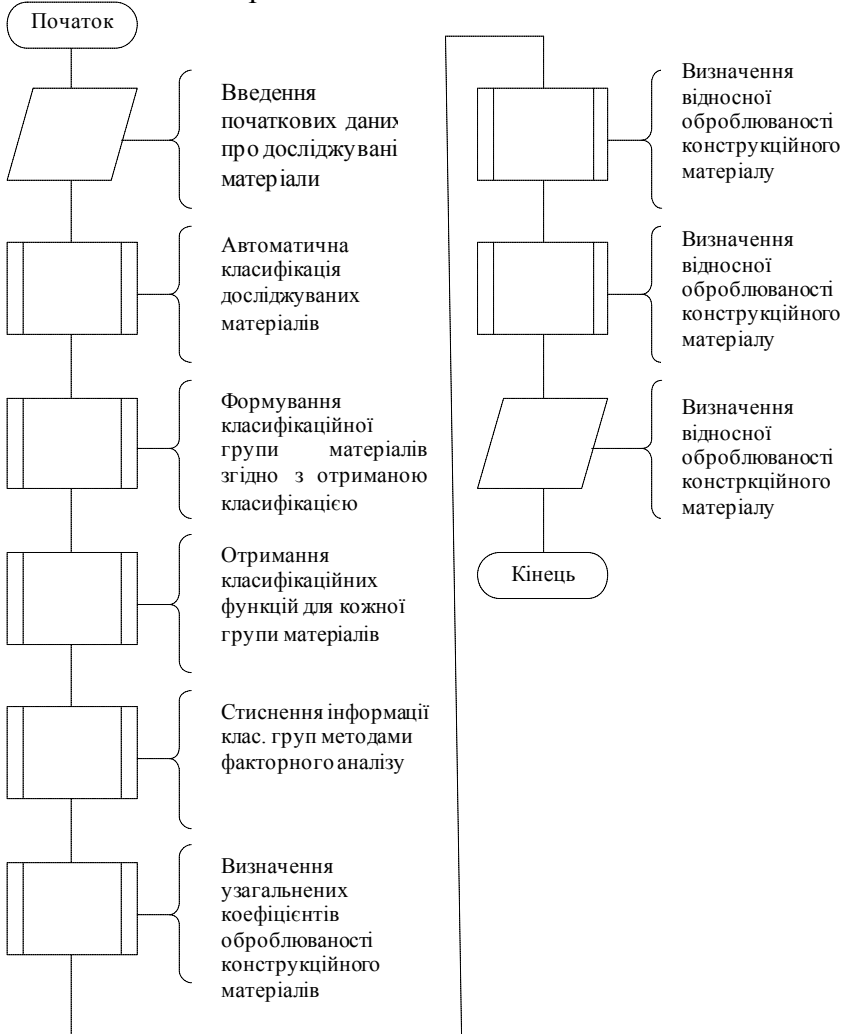 Початок
Введення
початкових даних
про досліджувані
матеріали
Автоматична
класифікація
досліджуваних
матеріалів
Формування
класифікаційної
групи матеріалів
згідно з отриманою
класифікацією
Отримання
класифікаційних
функцій для кожної
групи матеріалів
Стиснення інформації
клас. груп методами
факторного аналізу
Визначення
узагальнених
коефіцієнтів
оброблюваності
конструкційного
матеріалів
Визначення
відносної
оброблюваності
конструкційного
матеріалу
Визначення
відносної
оброблюваності
конструкційного
матеріалу
Визначення
відносної
оброблюваності
констркційного
матеріалу
Кінець